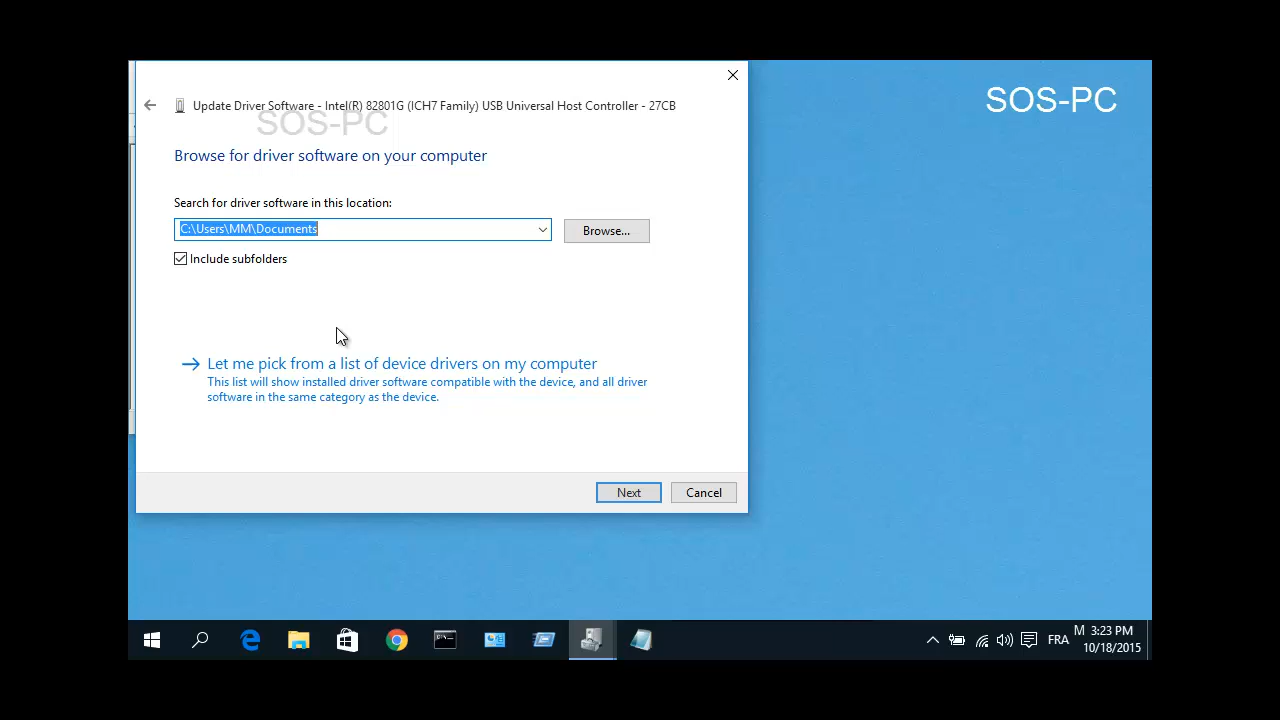 SOS-PC
Update Driver Software - Intel(R) 82801G (ICH7 Family) USB Universal Host Controller - 27CB
SOS-PC
Browse for driver software on your computer
Search for driver software in this location:
C:\Users\MM\Documents
Browse...
Include subfolders
Let me pick from a list of device drivers on my computer
This list will show installed driver software compatible with the device, and all driver
software in the same category as the device.
Next
Cancel
FRA
M
3:23 PM
10/18/2015